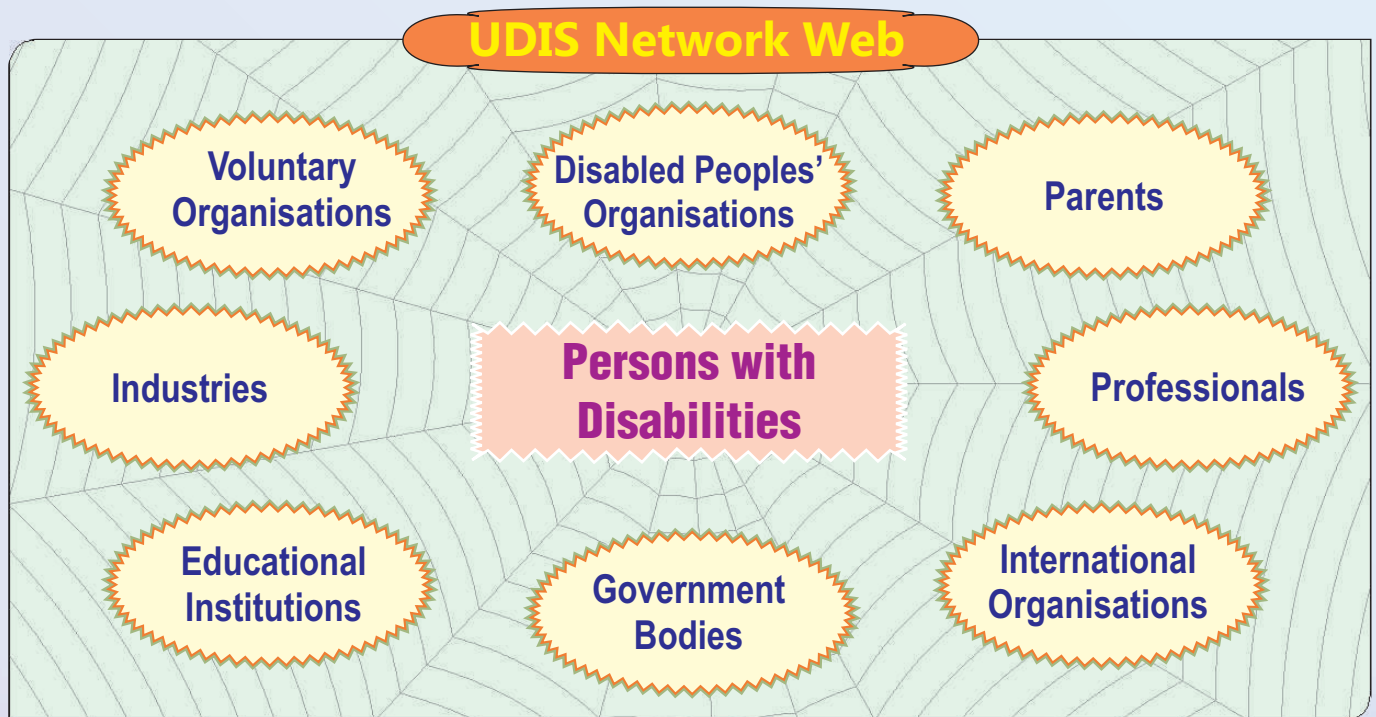 UDIS Network Web
Voluntary
Organisations
Disabled Peoples’
Organisations
Parents
Industries
Persons with
Disabilities
Professionals
Educational
Institutions
Government
Bodies
International
Organisations